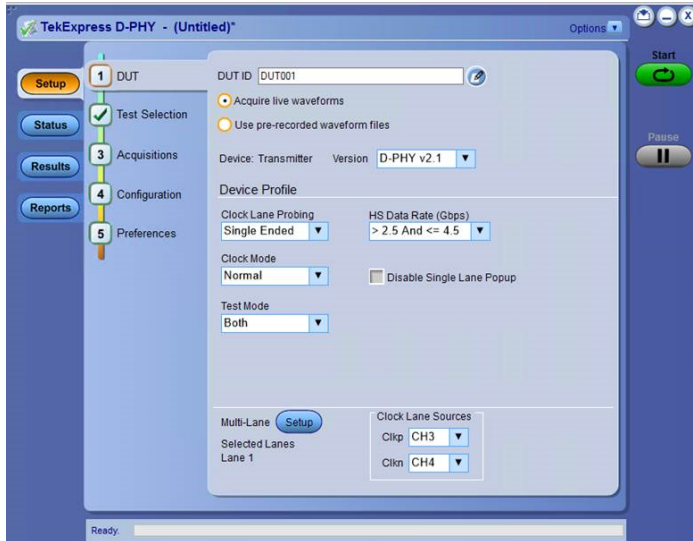 TekExpress D-PHY - (Untitled)*
Options
x
Start
Pause
Setup
Status
Results
Reports
1 DUT
Test Selection
3 Acquisitions
4 Configuration
5 Preferences
DUT ID DUT001
Acquire live waveforms
Use pre-recorded waveform files
Device: Transmitter Version D-PHY v2.1
Device Profile
Clock Lane Probing HS Data Rate (Gbps)
Single Ended > 2.5 And <= 4.5
Clock Mode
Normal Disable Single Lane Popup
Test Mode
Both
Multi-Lane Setup
Selected Lanes
Lane 1
Clock Lane Sources
Clkp CH3
Clkn CH4
Ready.